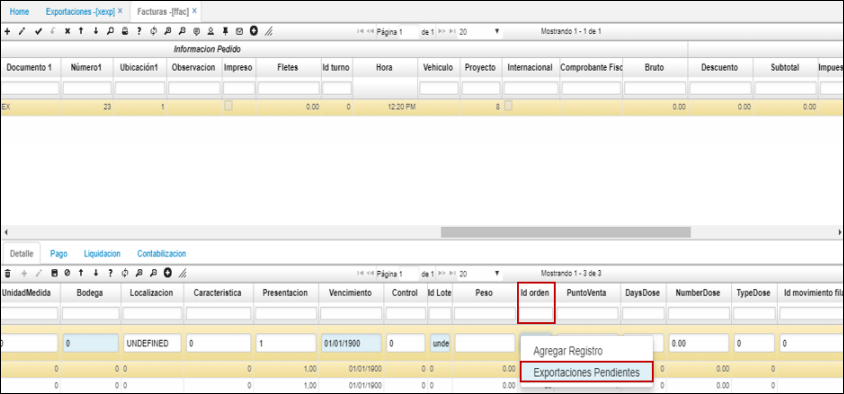 Home Exportaciones -[xexp] × Facturas -[ffac] ×
Página 1 de 1 20 Mostrando 1 - 1 de 1
Informacion Pedido
Documento 1 Número1 Ubicación1 Observacion Impreso Fletes Id turno Hora Vehiculo Proyecto Internacional Comprobante Fisc Bruto Descuento Subtotal Impues
EX 23 1 0.00 0 12:20 PM 8 0.00 0.00 0.00
Detalle Pago Liquidacion Contabilizacion
Página 1 de 1 20 Mostrando 1 - 3 de 3
UnidadMedida Bodega Localizacion Caracteristica Presentacion Vencimiento Control Id Lote Peso Id orden PuntoVenta DaysDose NumberDose TypeDose Id movimiento fila
0 0 UNDEFINED 0 1 01/01/1900 0 unde 0.00 0 0
Agregar Registro
Exportaciones Pendientes
0 0 0 0 1,00 01/01/1900 0 0 0.00 0 0.00 0 0
0 0 0 0 1,00 01/01/1900 0 0 0.00 0 0.00 0 0